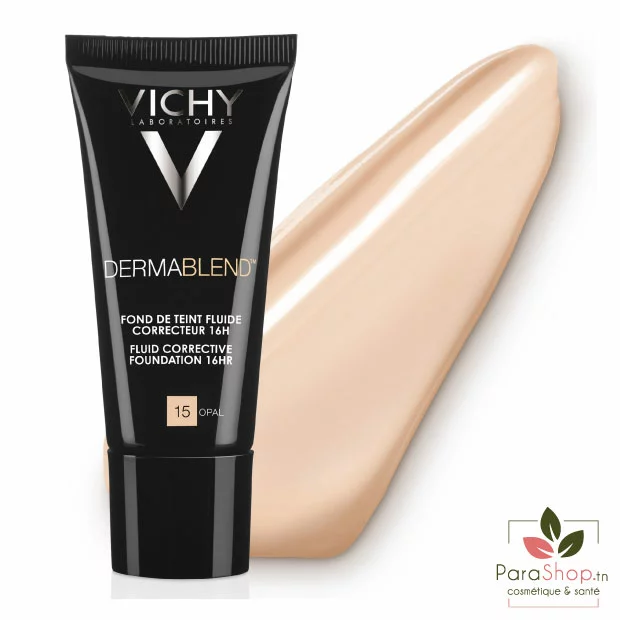 VICHY
LABORATOIRES
V
DERMABLEND™
FOND DE TEINT FLUIDE
CORRECTEUR 16H
FLUID CORRECTIVE
FOUNDATION 16HR
15 OPAL
ParaShop.tn
cosmétique & santé